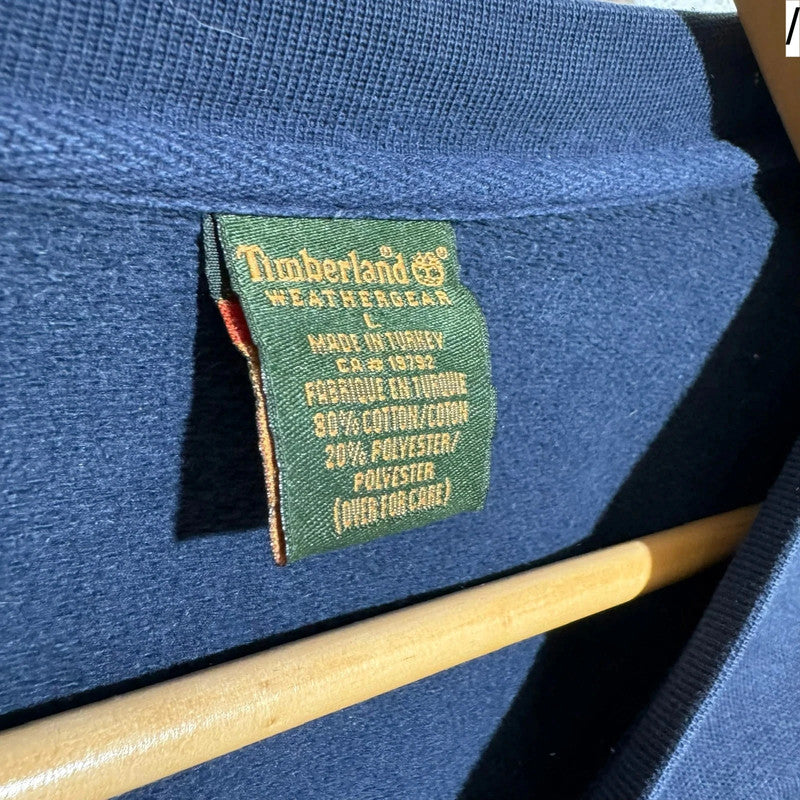 Timberland®
WEATHERGEAR
L
MADE IN TURKEY
CA# 19792
FABRIQUE EN TURQUIE
80% COTTON/COTON
20% POLYESTER/
POLYESTER
(OVER FOR CARE)
/